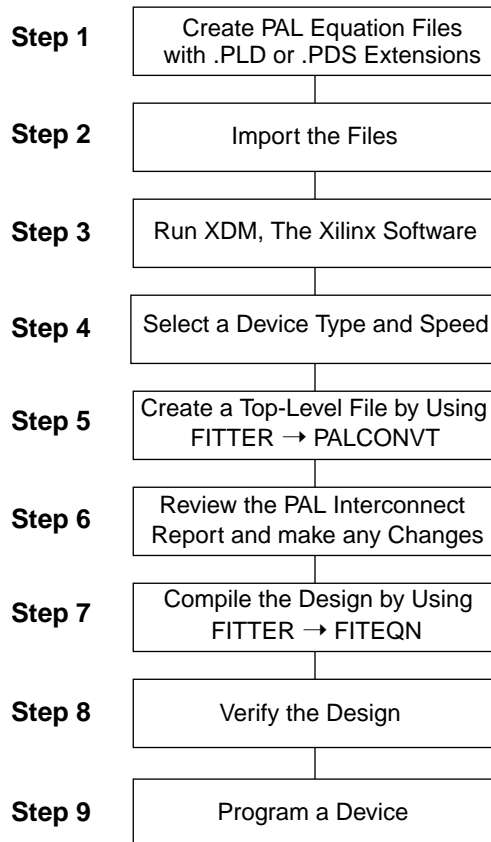 Step 1
Create PAL Equation Files
with .PLD or .PDS Extensions
Step 2
Import the Files
Step 3
Run XDM, The Xilinx Software
Step 4
Select a Device Type and Speed
Step 5
Create a Top-Level File by Using
FITTER → PALCONVT
Step 6
Review the PAL Interconnect
Report and make any Changes
Step 7
Compile the Design by Using
FITTER → FITEQN
Step 8
Verify the Design
Step 9
Program a Device